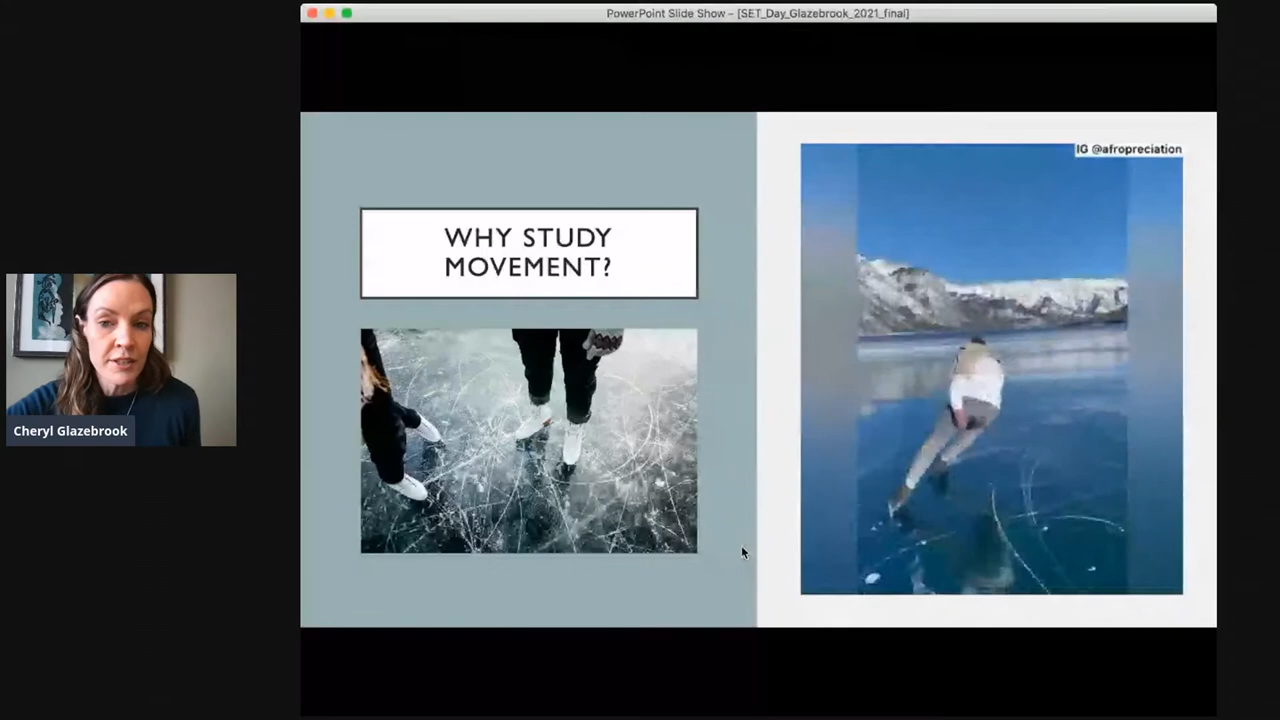 PowerPoint Slide Show - [SET_Day_Glazebrook_2021_final]
IG @afropreciation
WHY STUDY
MOVEMENT?
Cheryl Glazebrook